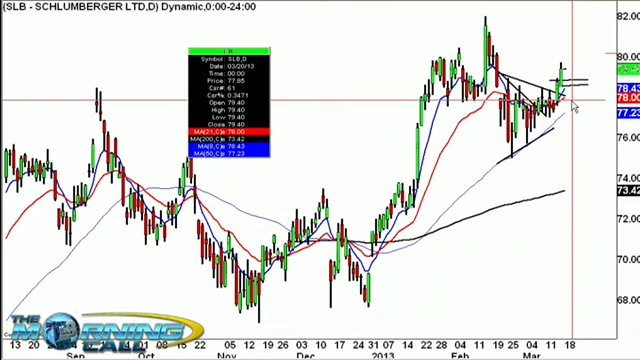 (SLB - SCHLUMBERGER LTD,D) Dynamic,0:00-24:00
Symbol: SLB,D
Date: 03/20/13
Time: 00:00
Price: 77.85
Car#: 61
Car%: 0.3471
Open 79.40
High 79.40
Low 79.40
Close 79.40
MA(21,C)= 78.00
MA(200,C)= 73.42
MA(8,C)= 78.43
MA(50,C)= 77.23
82.00
80.00
78.43
78.00
77.23
76.00
74.00
73.42
72.00
70.00
68.00
THE MORNING CALL
13 20 27 04 10 17 24 08 15 22 05 12 19 26 10 17 24 31 07 14 22 28 04 11 19 25 04 11 18
Sep Oct Nov Dec 2013 Feb Mar